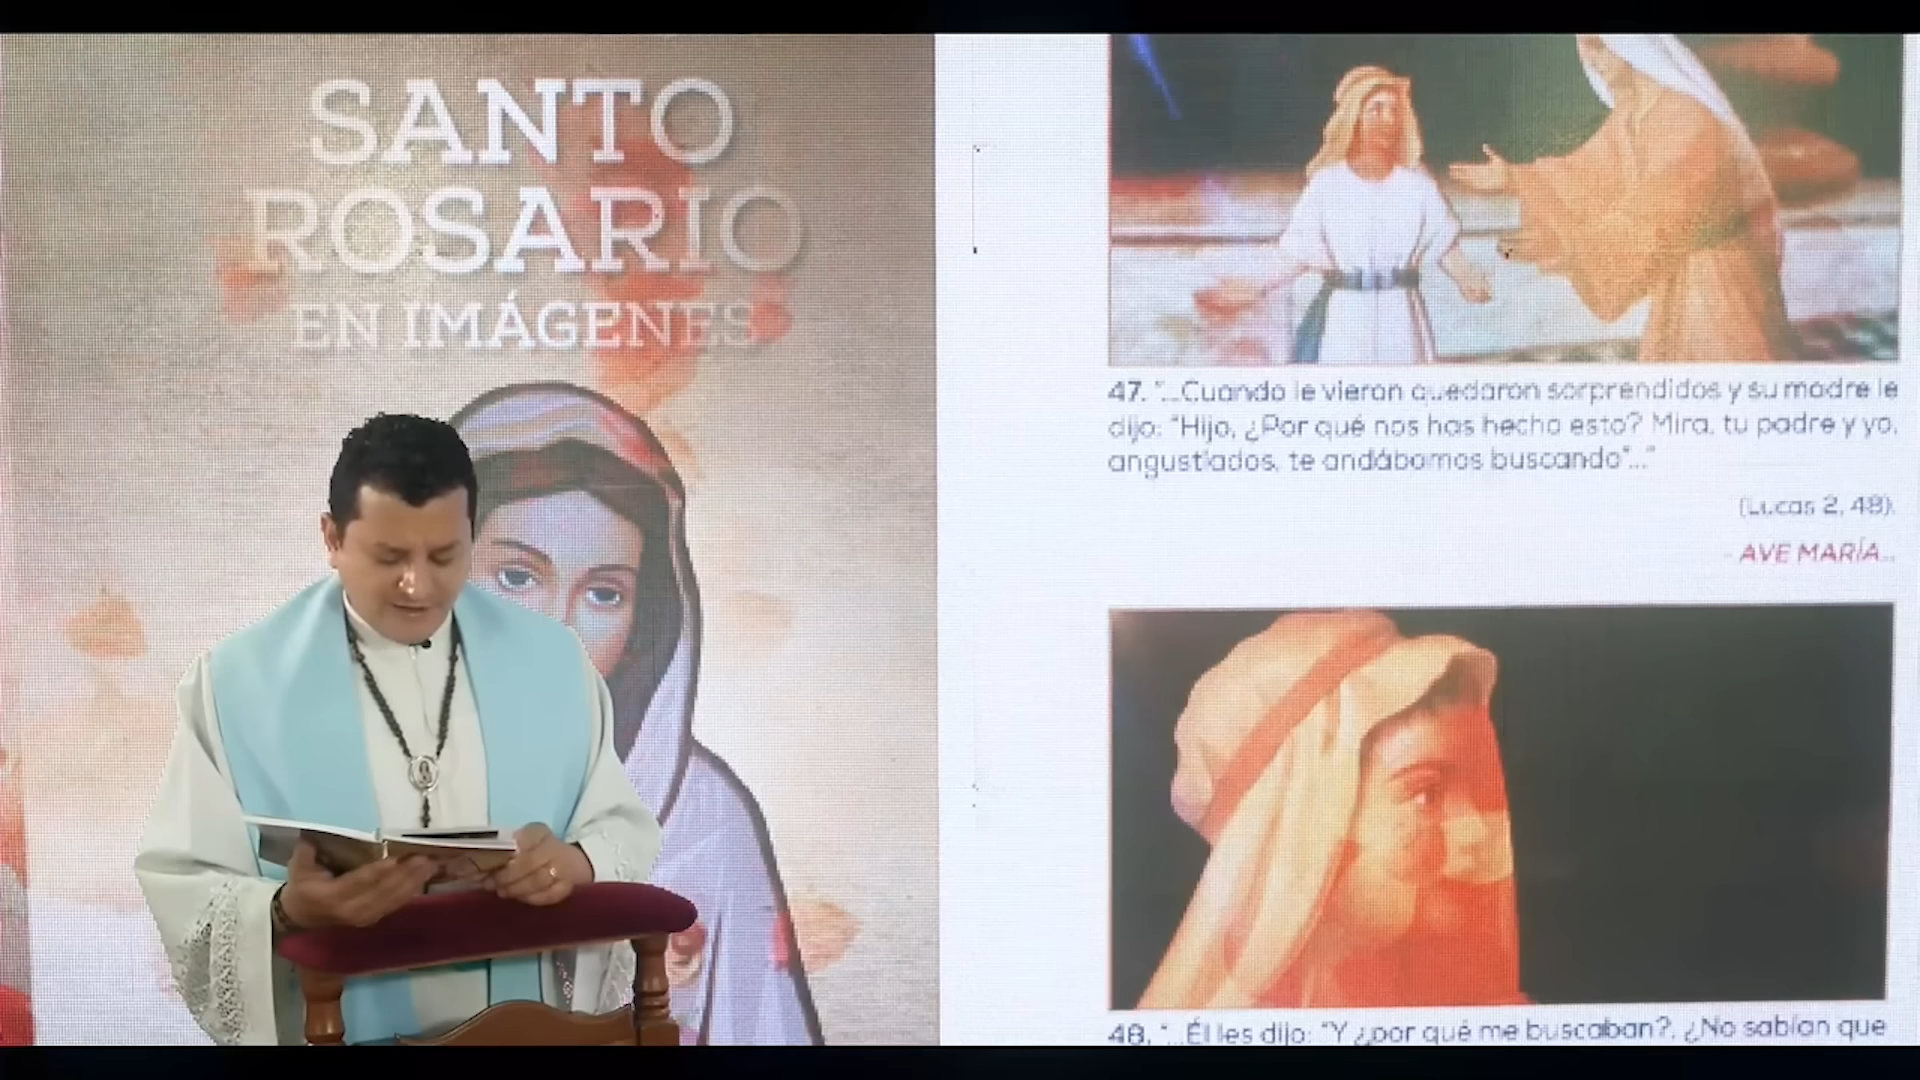 SANTO
ROSARIO
EN IMÁGENES
47. "...Cuando le vieron quedaron sorprendidos y su madre le
dijo: "Hijo, ¿Por qué nos has hecho esto? Mira, tu padre y yo,
angustiados, te andábamos buscando"..."
(Lucas 2, 48).
- AVE MARÍA...
48. "...Él les dijo: "Y ¿por qué me buscaban?, ¿No sabían que